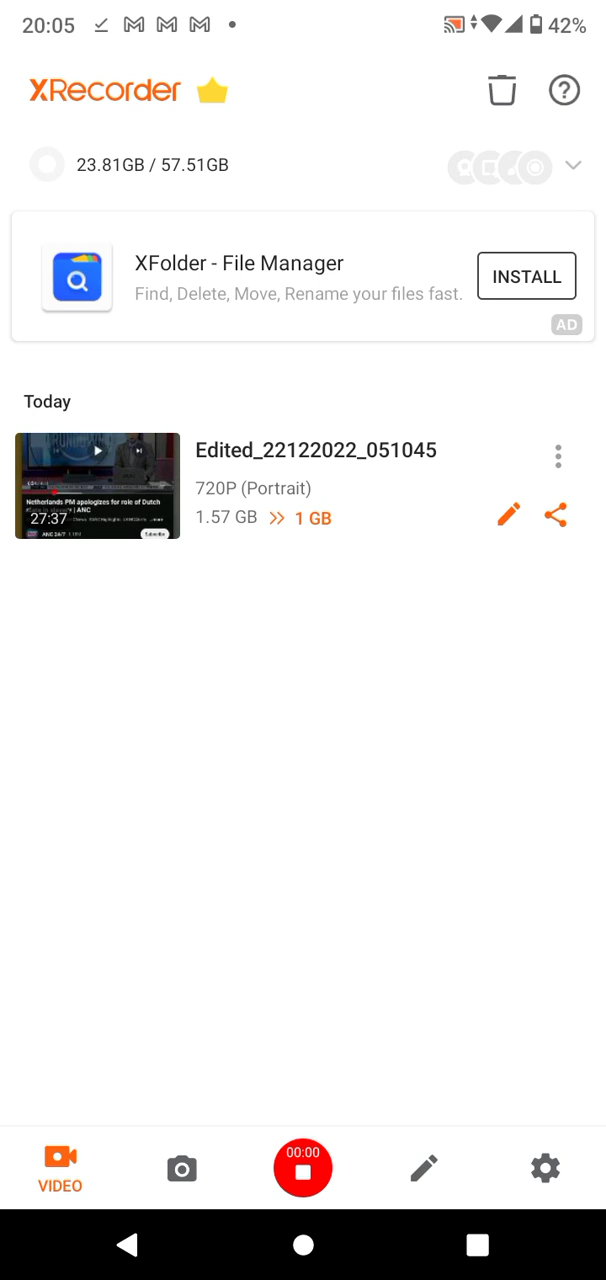 20:05
42%
XRecorder
23.81GB / 57.51GB
XFolder - File Manager
Find, Delete, Move, Rename your files fast.
INSTALL
AD
Today
Edited_22122022_051045
720P (Portrait)
1.57 GB >> 1 GB
Netherlands PM apologizes for role of Dutch
| ANC
27:37
ANC 24/7
Subscribe
00:00
VIDEO